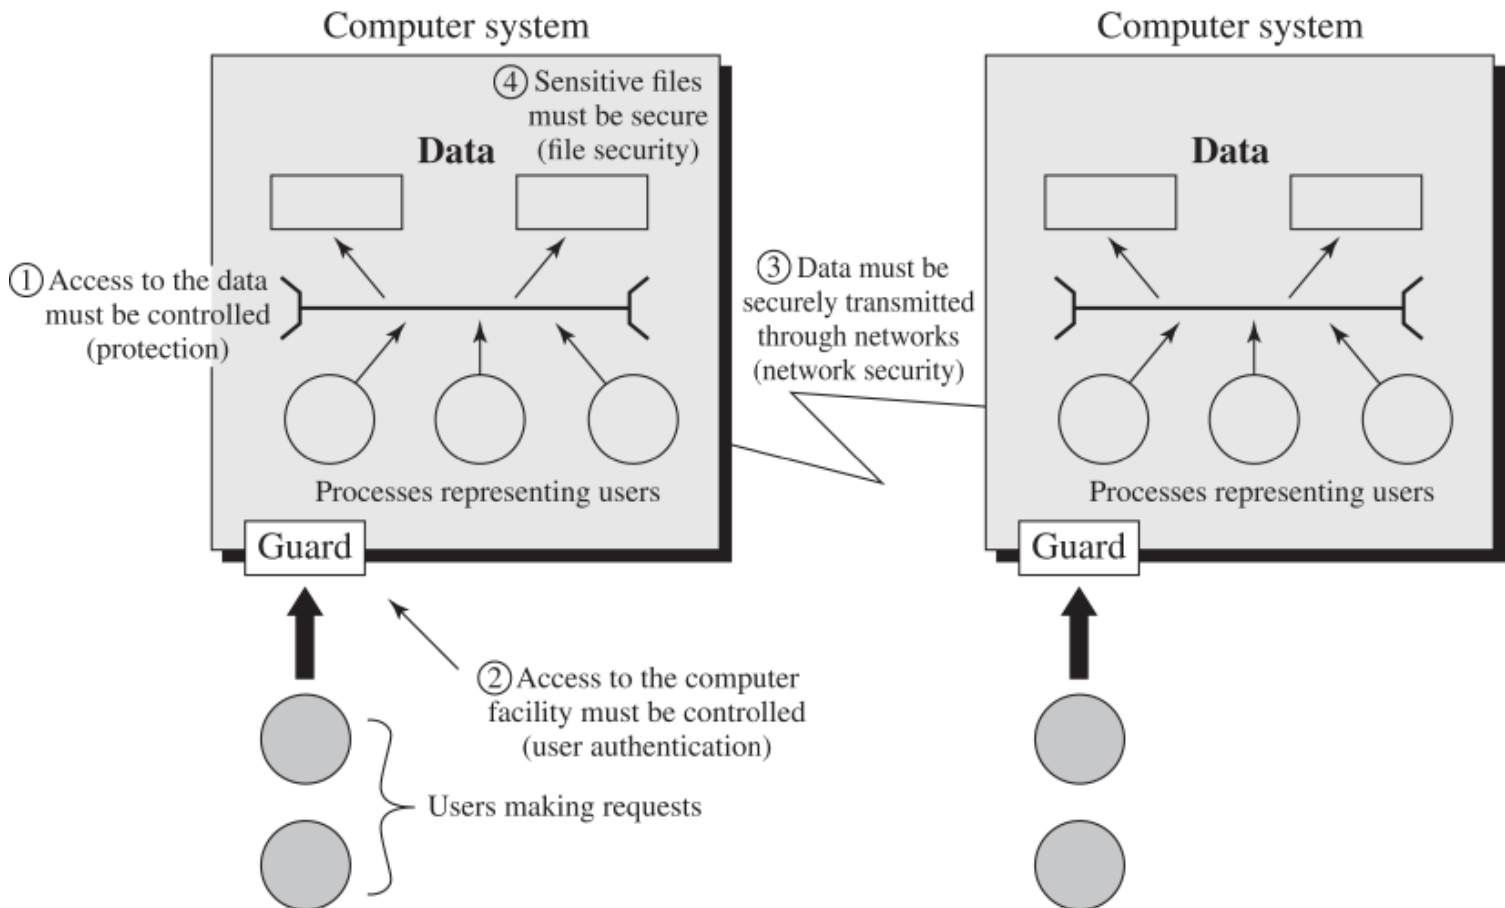 Computer system
④ Sensitive files
must be secure
(file security)
Data
① Access to the data
must be controlled
(protection)
Processes representing users
Guard
② Access to the computer
facility must be controlled
(user authentication)
Users making requests
③ Data must be
securely transmitted
through networks
(network security)
Computer system
Data
Processes representing users
Guard